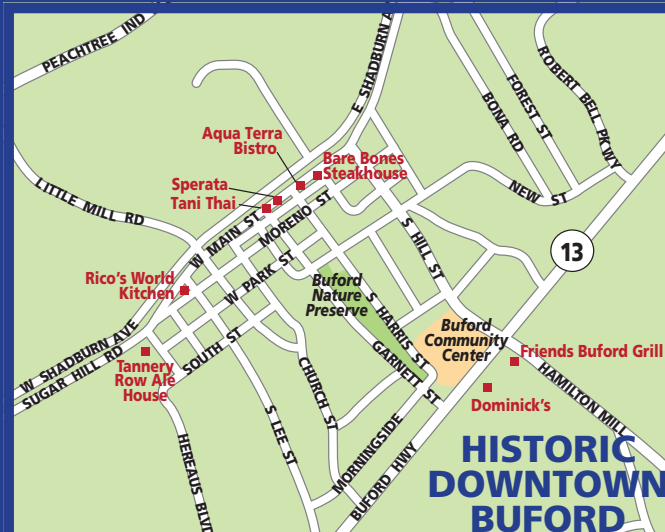 PEACHTREE IND
E SHADBURN A
ROBERT BELL PKWY
FOREST ST
BONA RD
Aqua Terra
Bistro
Bare Bones
Steakhouse
Sperata
Tani Thai
LITTLE MILL RD
NEW ST
W MAIN ST
MORENO ST
S HILL ST
13
W PARK ST
Rico's World
Kitchen
Buford
Nature
Preserve
S HARRIS ST
Buford
Community
Center
W SHADBURN AVE
SUGAR HILL RD
SOUTH ST
GARNETT ST
Friends Buford Grill
Tannery
Row Ale
House
CHURCH ST
Dominick's
HAMILTON MILL
S LEE ST
HEREAUS BLVD
MORNINGSIDE
BUFORD HWY
HISTORIC
DOWNTOWN
BUFORD